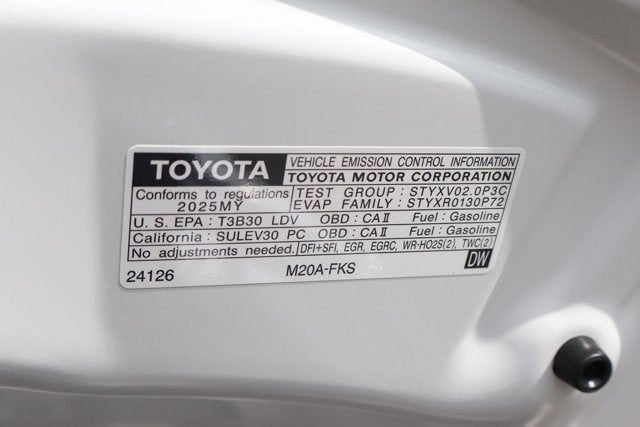 TOYOTA
VEHICLE EMISSION CONTROL INFORMATION
TOYOTA MOTOR CORPORATION
Conforms to regulations
2025MY
TEST GROUP : STYXV02.0P3C
EVAP FAMILY : STYXR0130P72
U. S. EPA : T3B30 LDV OBD : CAⅡ Fuel : Gasoline
California : SULEV30 PC OBD : CAⅡ Fuel : Gasoline
No adjustments needed. DFI+SFI, EGR, EGRC, WR-HO2S(2), TWC(2)
24126 M20A-FKS DW